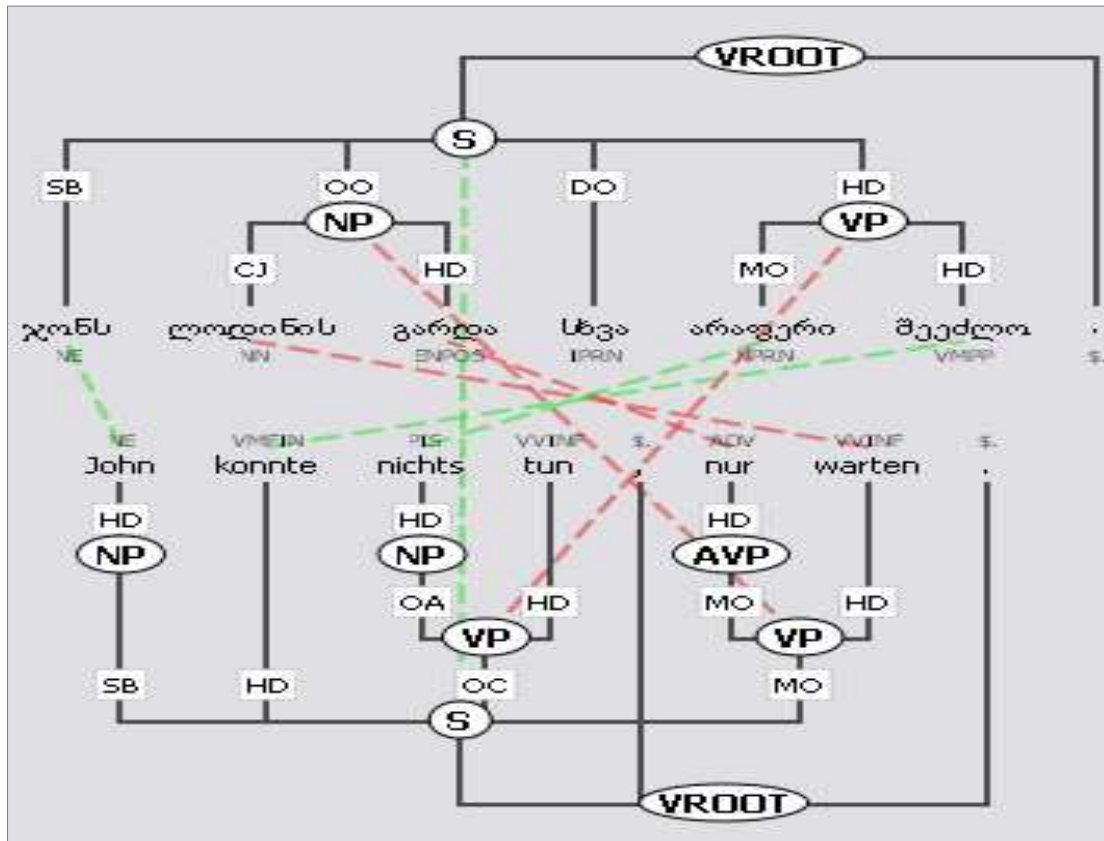 VROOT
S
SB OO DO HD
NP VP
CJ HD MO HD
ჯონს ლოდინის გარდა სხვა არაფერი შეეძლო .
NE NN IPRN NPRN VMPP $.
NE VMFIN PIS VVINF $, ADV VVINF $.
John konnte nichts tun , nur warten .
HD HD HD
NP NP AVP
OA HD MO HD
VP VP
SB HD OC MO
S
VROOT